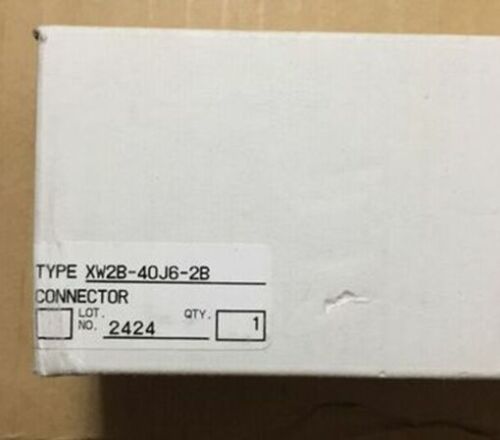 TYPE XW2B-40J6-2B
CONNECTOR
LOT. NO. 2424 QTY. 1